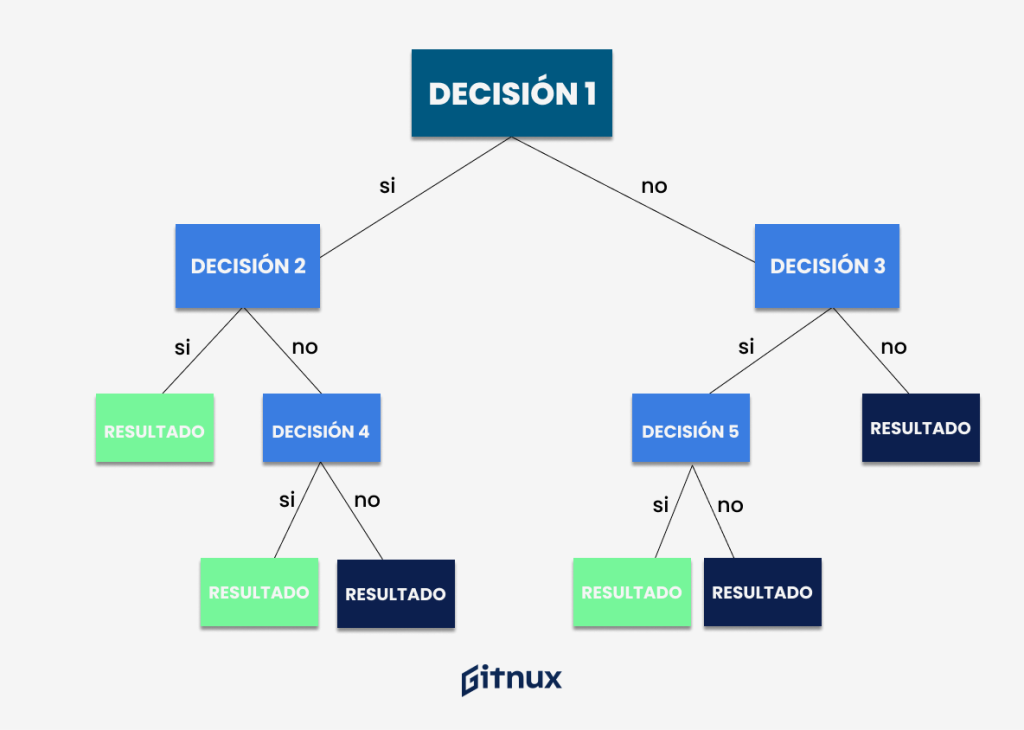 DECISIÓN 1
si
no
DECISIÓN 2
DECISIÓN 3
si
no
si
no
RESULTADO
DECISIÓN 4
DECISIÓN 5
RESULTADO
si
no
si
no
RESULTADO
RESULTADO
RESULTADO
RESULTADO
Gitnux